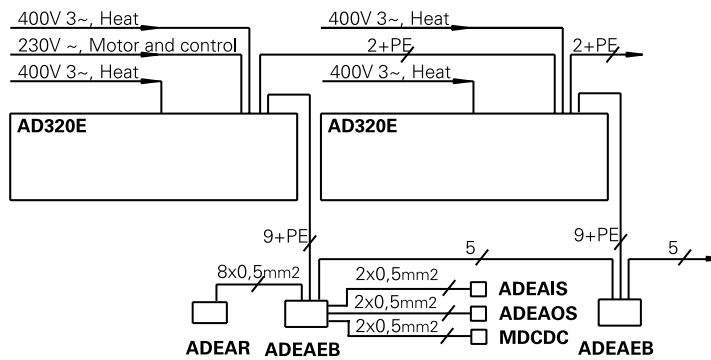 400V 3~, Heat
400V 3~, Heat
230V ~, Motor and control
2+PE
2+PE
400V 3~, Heat
400V 3~, Heat
AD320E
AD320E
9+PE
5
9+PE
5
8x0,5mm2
2x0,5mm2
ADEAIS
2x0,5mm2
ADEAOS
2x0,5mm2
MDCDC
ADEAR
ADEAEB
ADEAEB